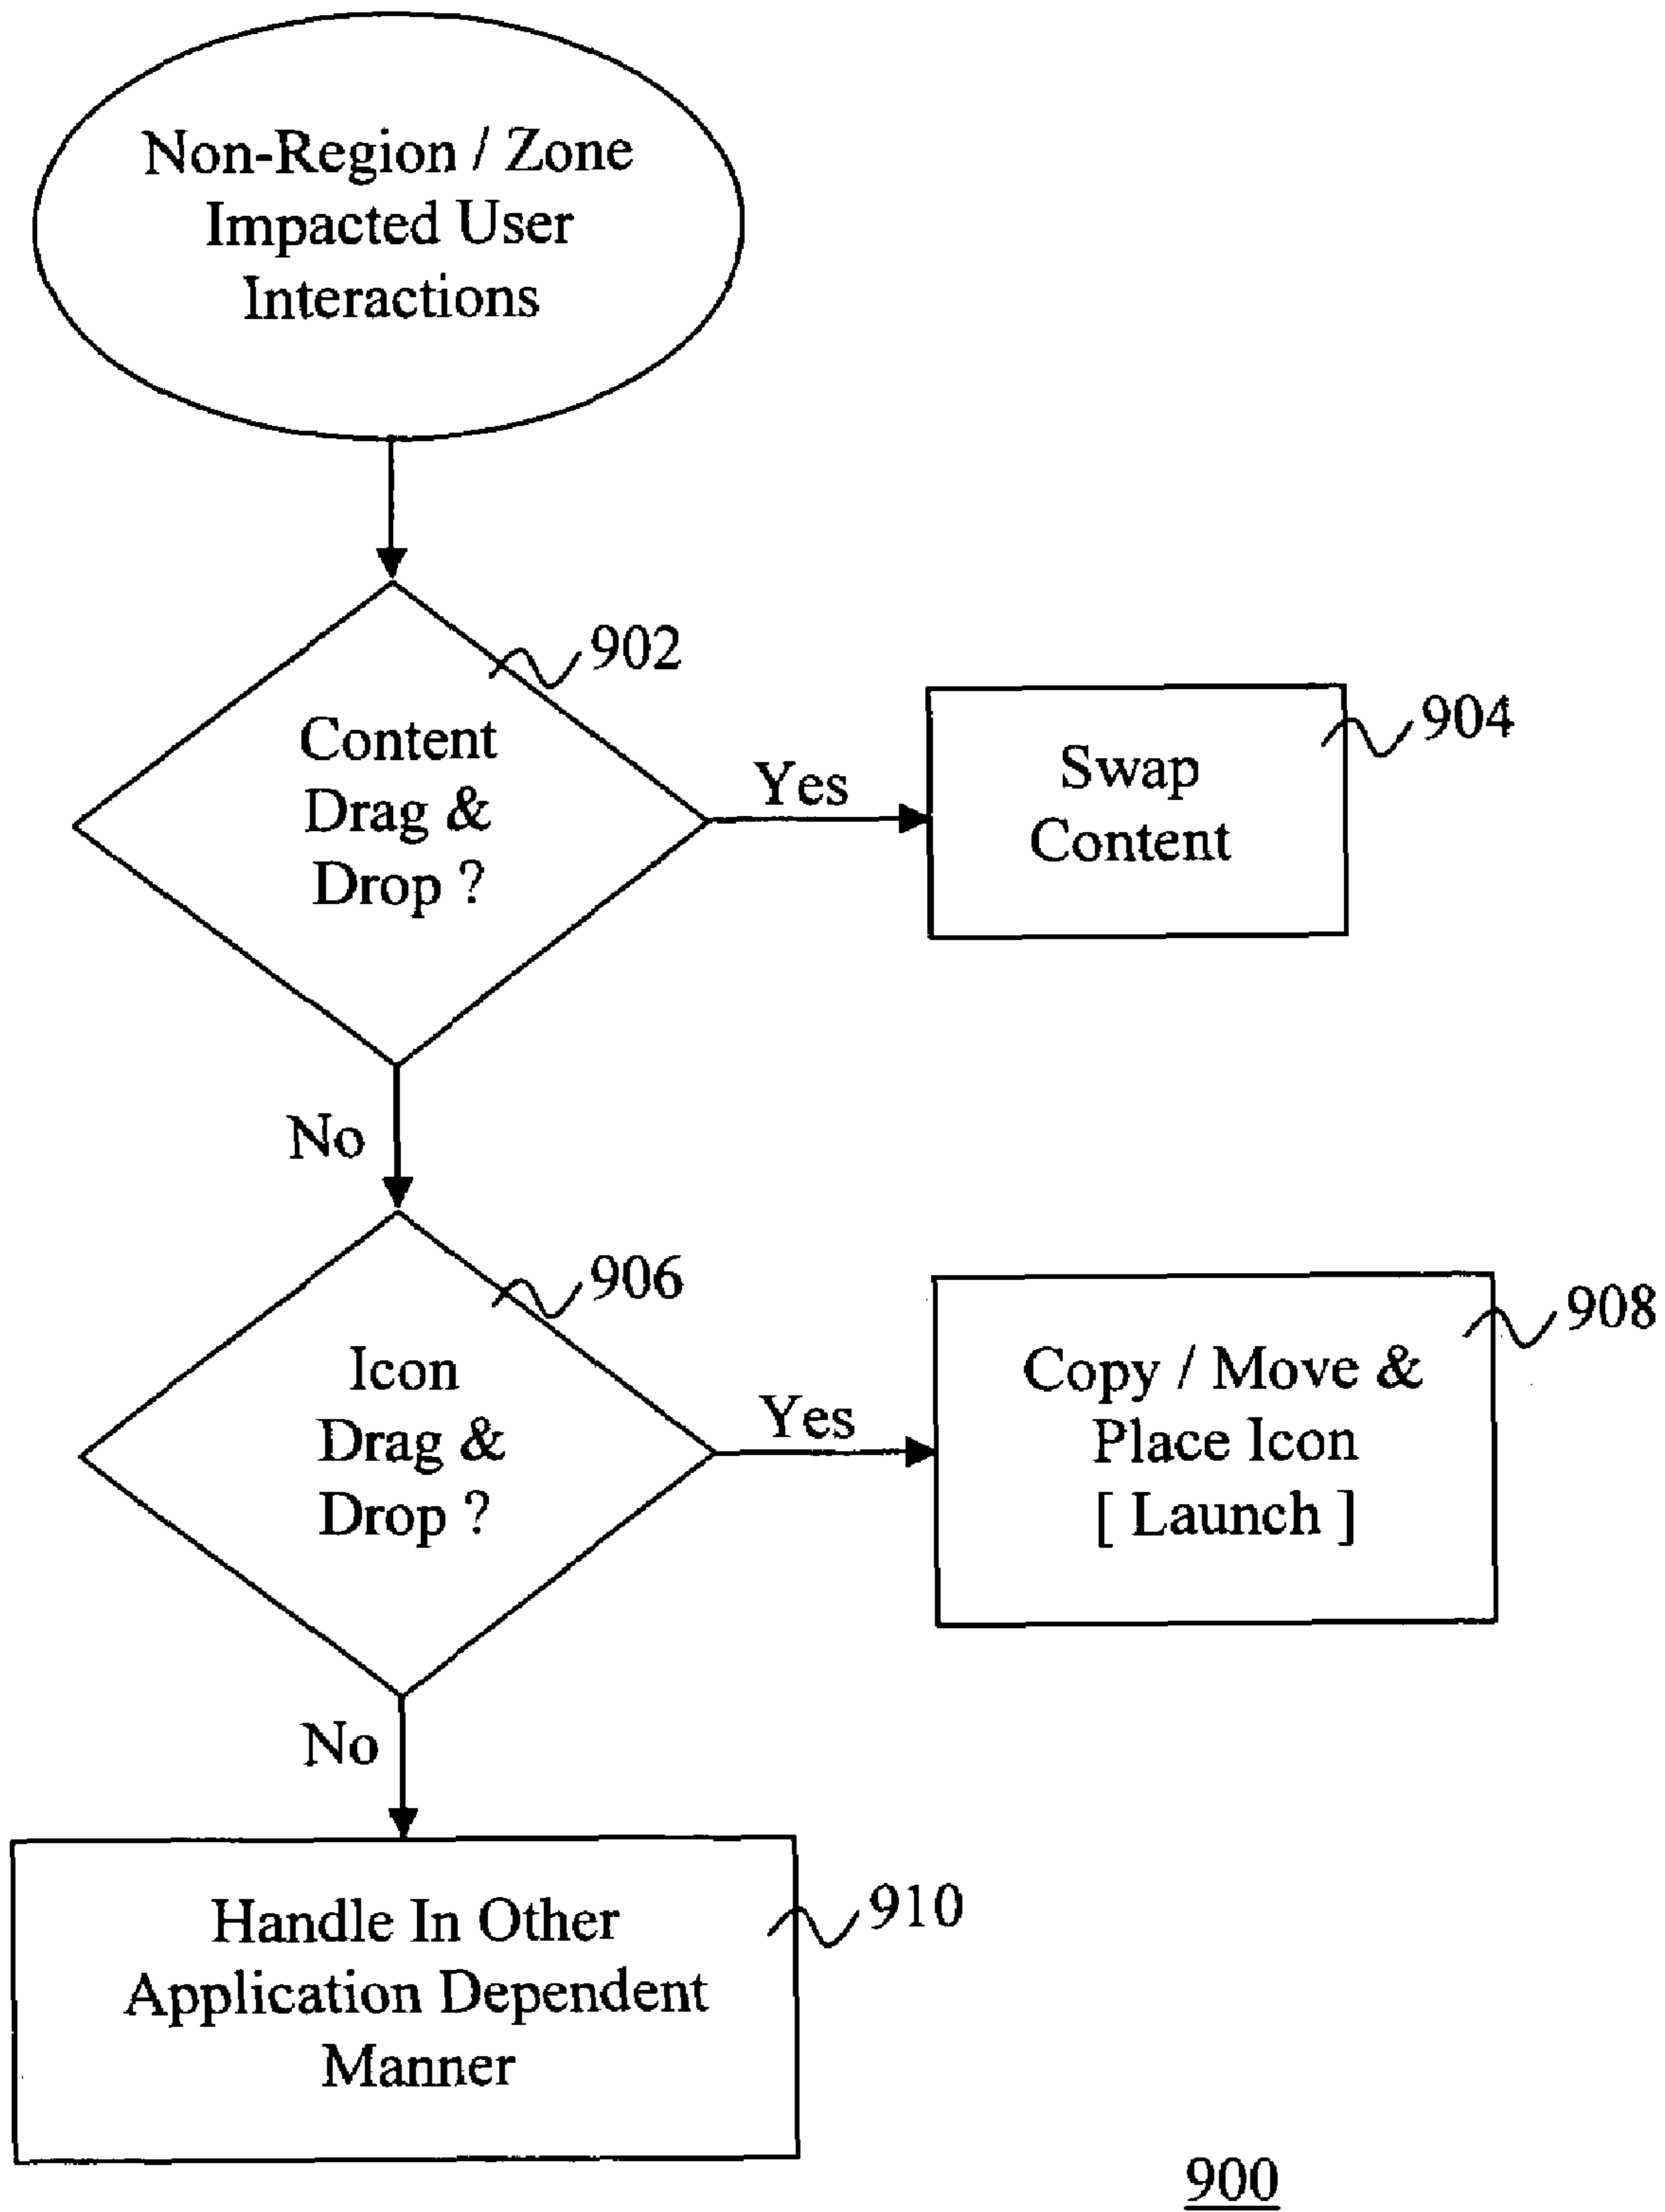 Non-Region / Zone
Impacted User
Interactions
902
Content
Drag &
Drop ?
Yes
904
Swap
Content
No
906
Icon
Drag &
Drop ?
Yes
908
Copy / Move &
Place Icon
[ Launch ]
No
910
Handle In Other
Application Dependent
Manner
900